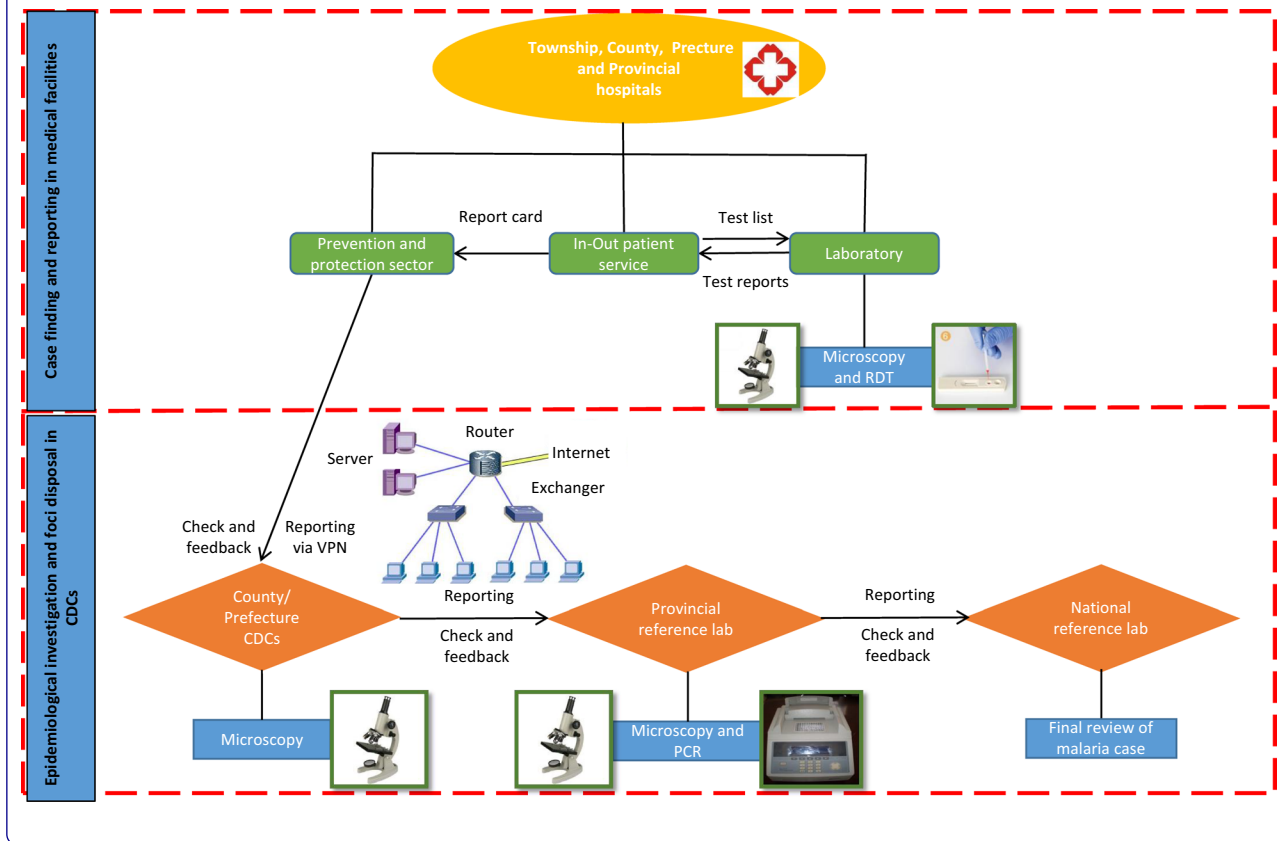 Case finding and reporting in medical facilities
Township, County, Precture
and Provincial
hospitals
Report card
Test list
Prevention and
protection sector
In-Out patient
service
Laboratory
Test reports
Microscopy
and RDT
Epidemiological investigation and foci disposal in
CDCs
Router
Server
Internet
Exchanger
Check and
feedback
Reporting
via VPN
County/
Prefecture
CDCs
Reporting
Check and
feedback
Provincial
reference lab
Reporting
Check and
feedback
National
reference lab
Microscopy
Microscopy and
PCR
Final review of
malaria case